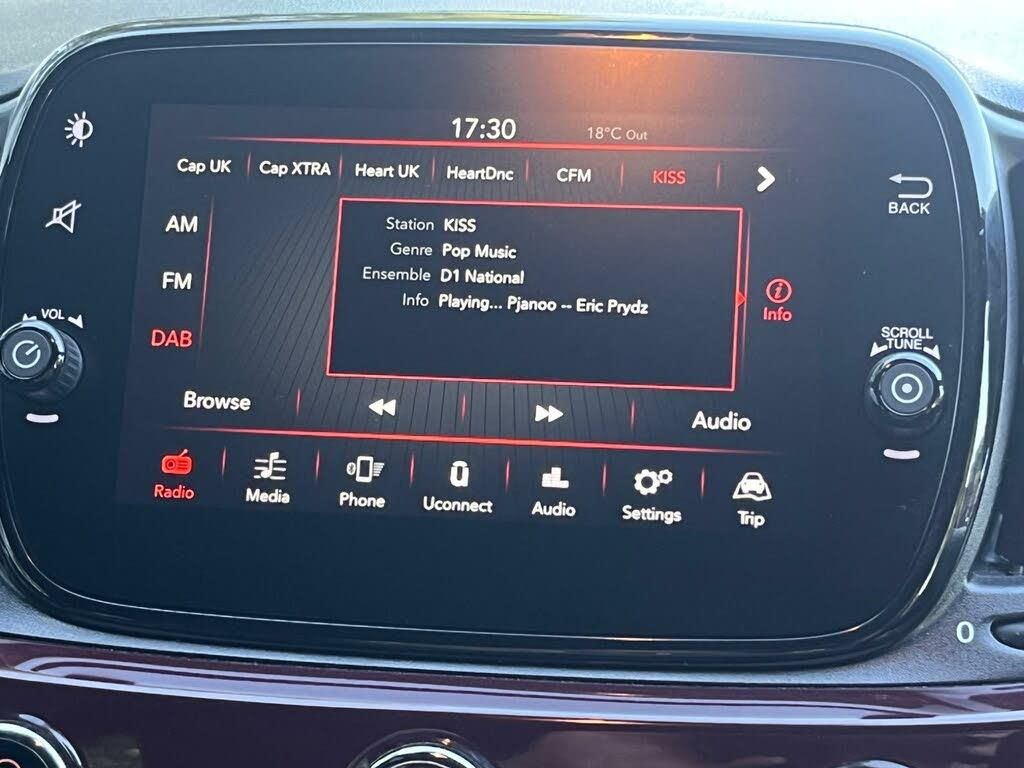 17:30 18°C Out
Cap UK Cap XTRA Heart UK HeartDnc CFM KISS
BACK
AM
FM
DAB
Station KISS
Genre Pop Music
Ensemble D1 National
Info Playing... Pjanoo -- Eric Prydz
Info
VOL
SCROLL
TUNE
Browse Audio
Radio Media Phone Uconnect Audio Settings Trip
0